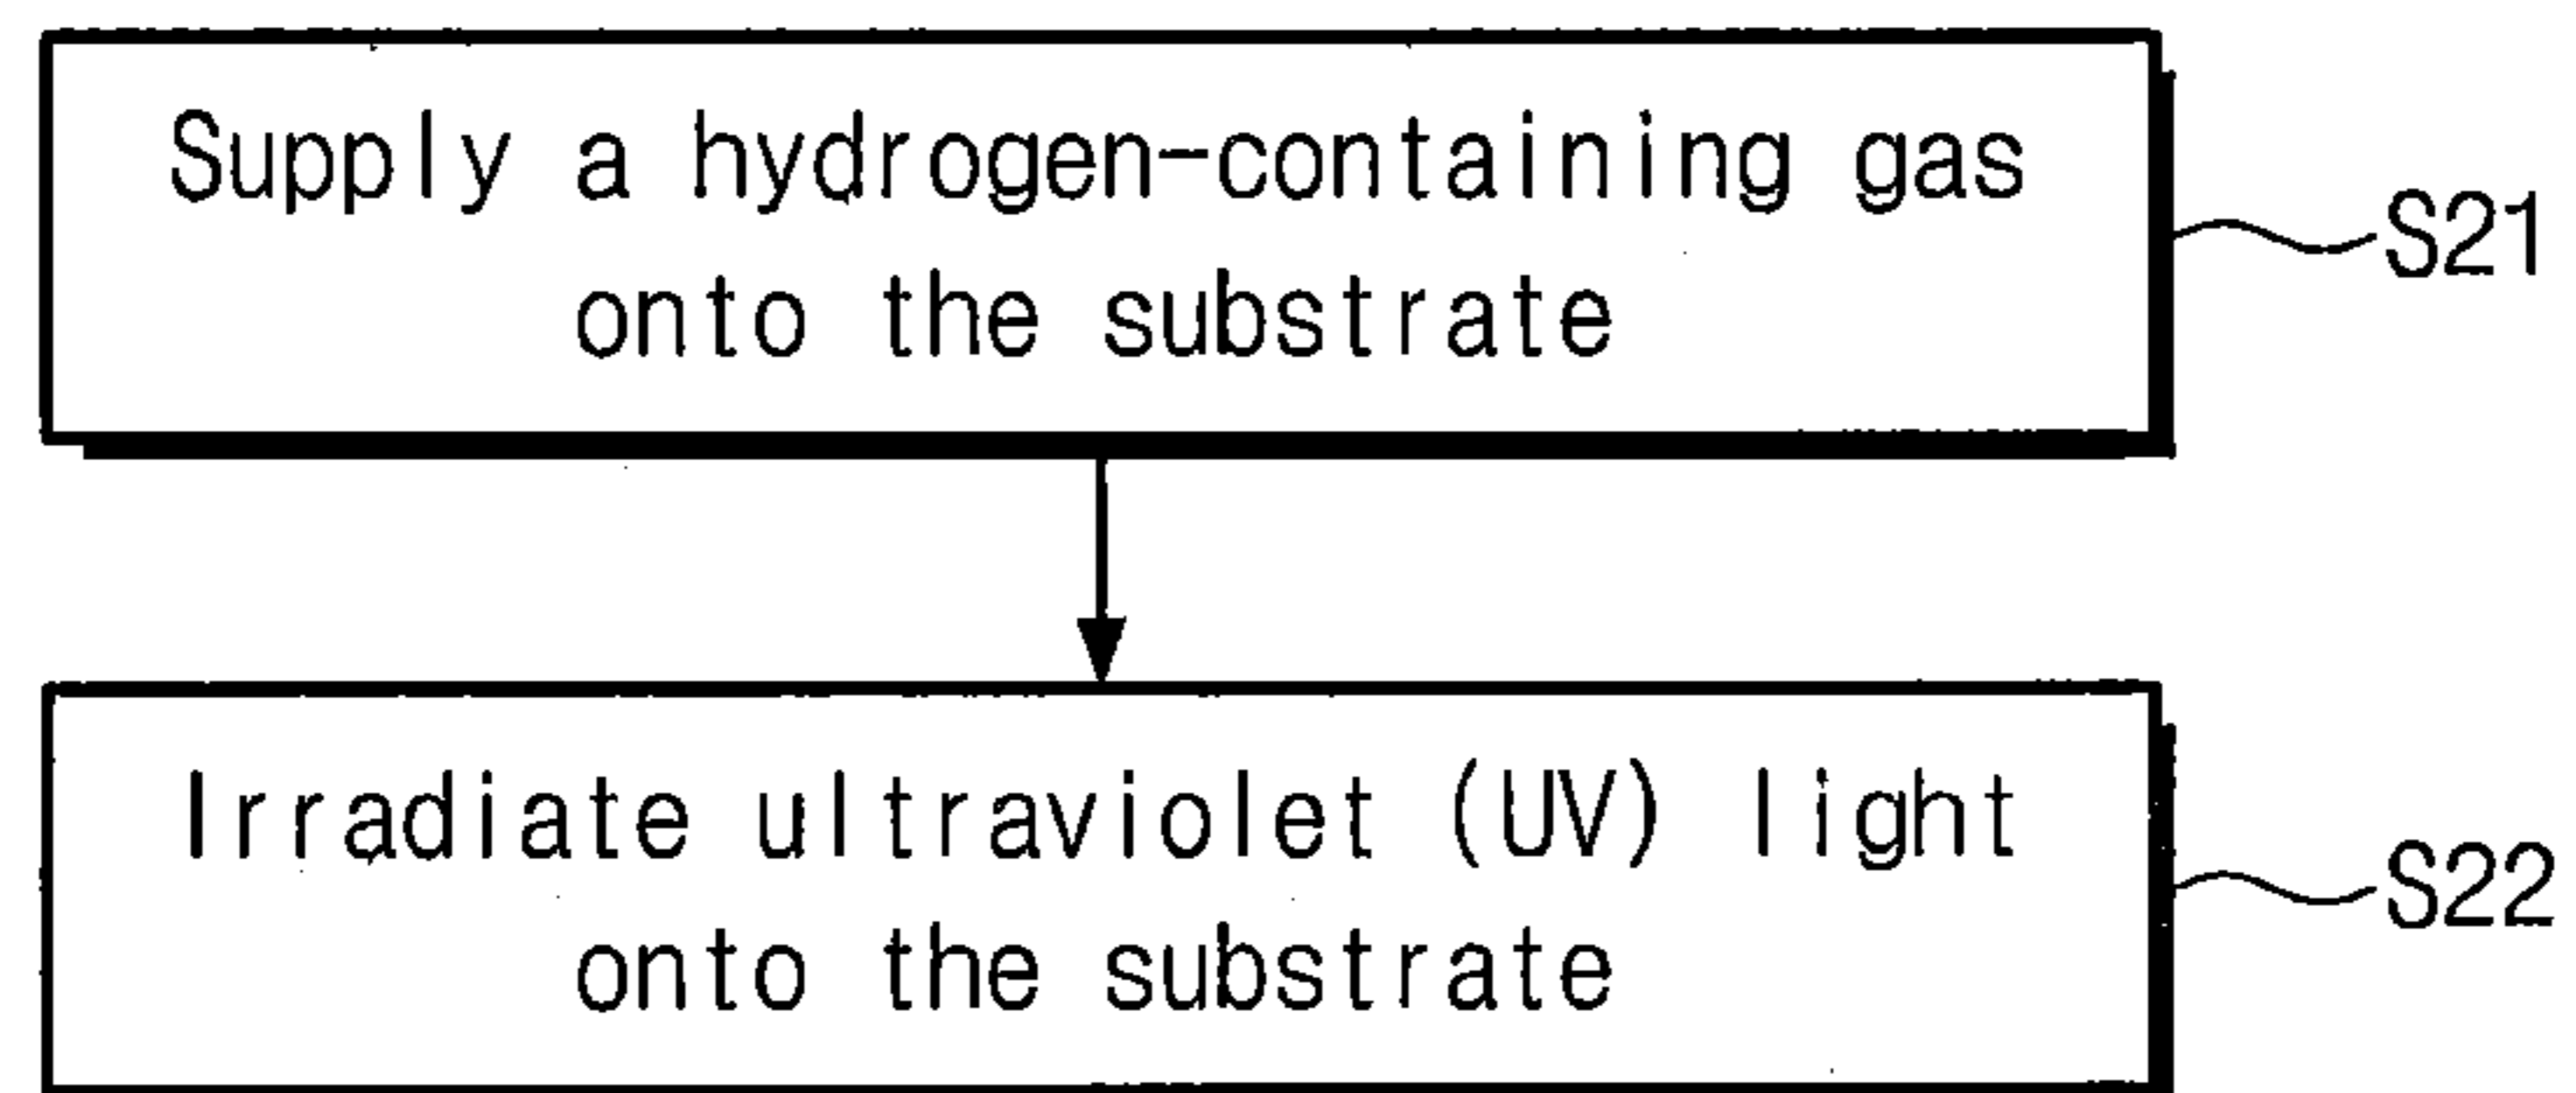 Supply a hydrogen-containing gas
onto the substrate
S21
Irradiate ultraviolet (UV) light
onto the substrate
S22